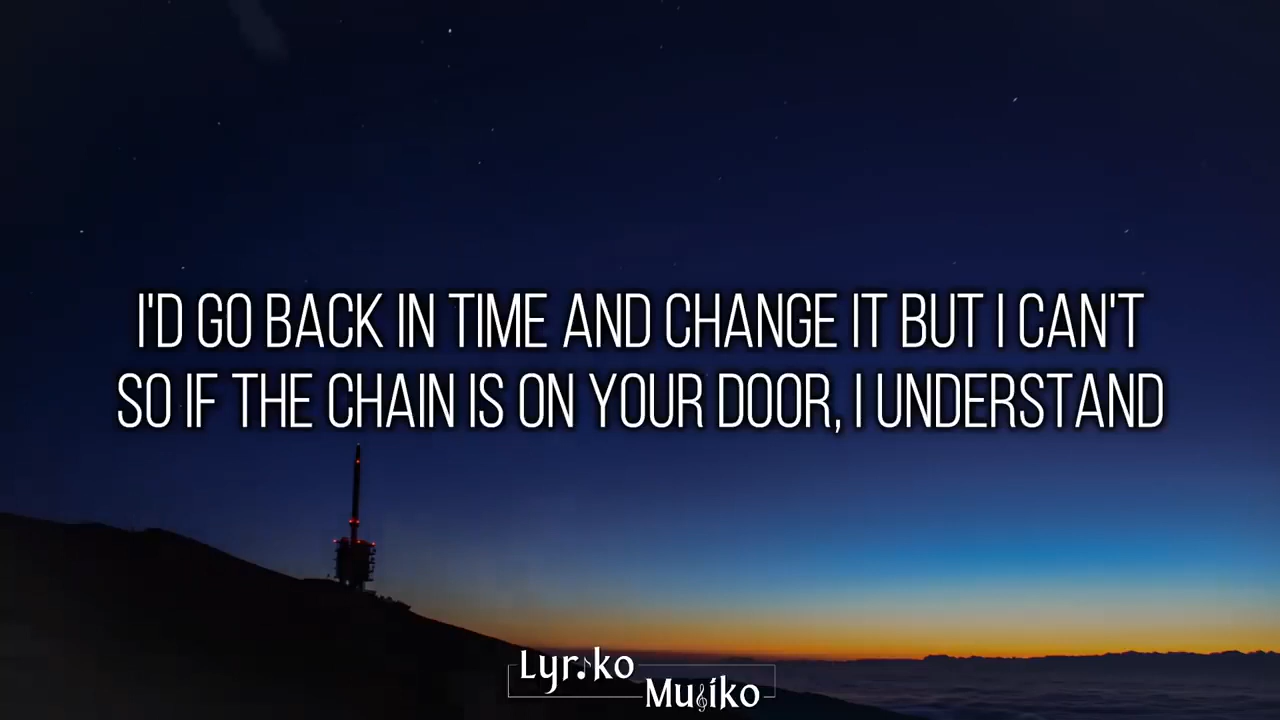 I'D GO BACK IN TIME AND CHANGE IT BUT I CAN'T
SO IF THE CHAIN IS ON YOUR DOOR, I UNDERSTAND
Lyriko
Musiko